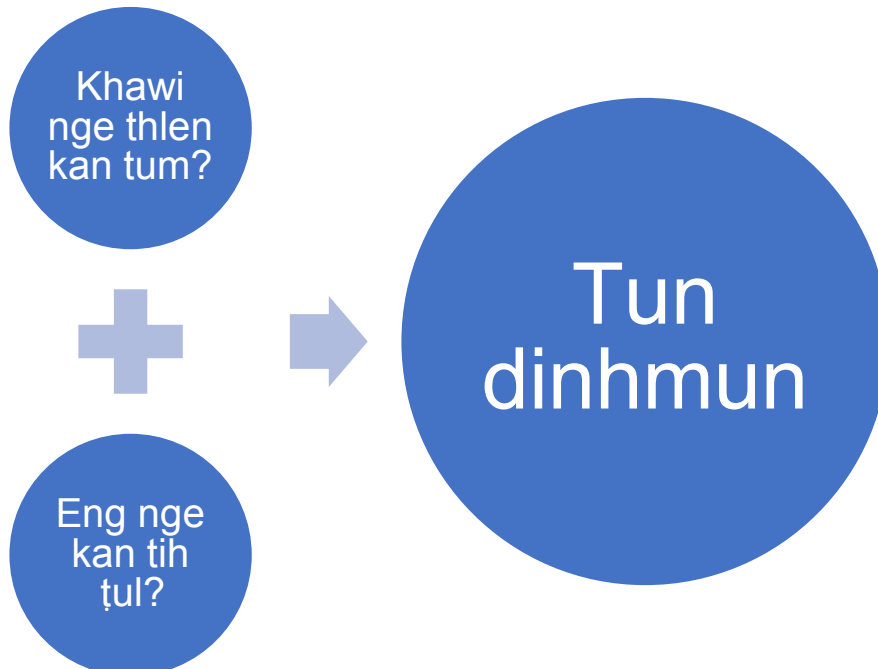 Khawi
nge thlen
kan tum?
Eng nge
kan tih
ṭul?
Tun
dinhmun